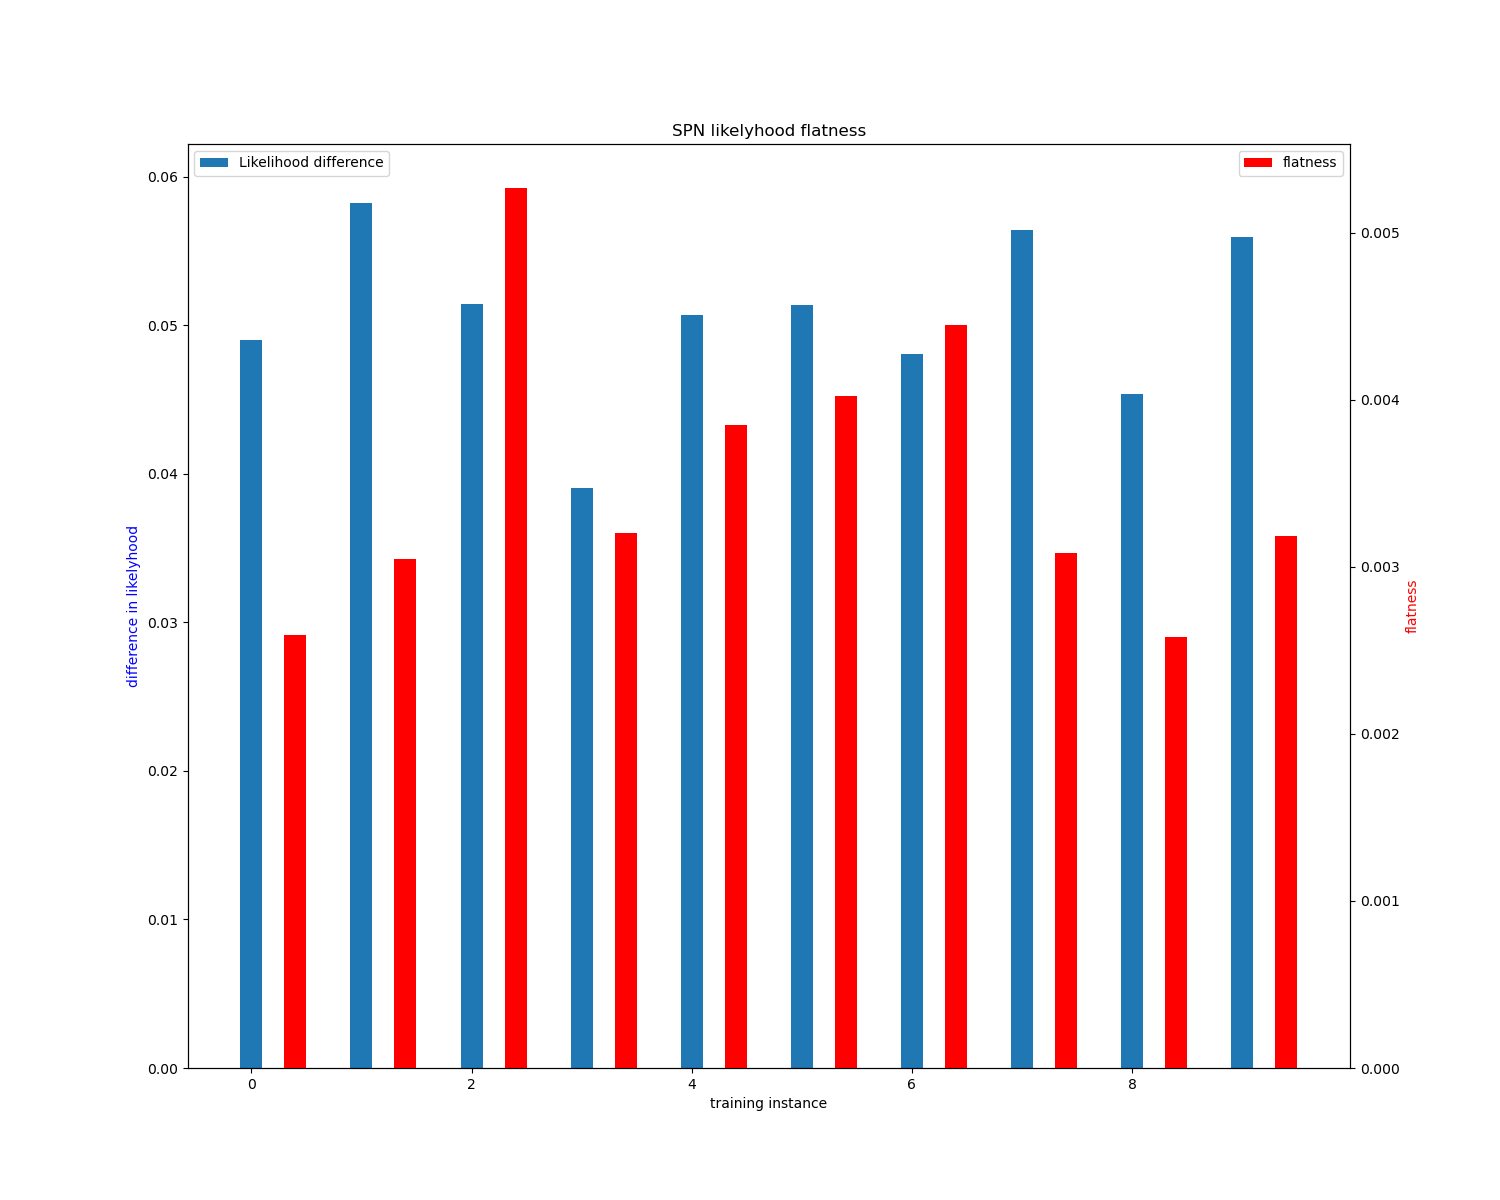 SPN likelyhood flatness
Likelihood difference
flatness
0.06
0.05
0.04
0.03
0.02
0.01
0.00
difference in likelyhood
0.005
0.004
0.003
0.002
0.001
0.000
flatness
0 2 4 6 8
training instance